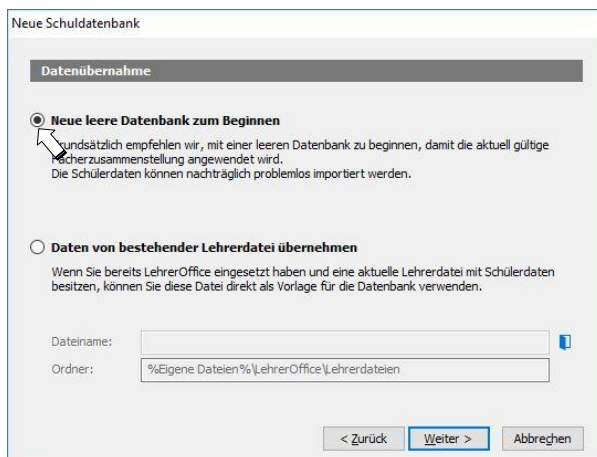 Neue Schuldatenbank
Datenübernahme
Neue leere Datenbank zum Beginnen
Grundsätzlich empfehlen wir, mit einer leeren Datenbank zu beginnen, damit die aktuell gültige
Fächerzusammenstellung angewendet wird.
Die Schülerdaten können nachträglich problemlos importiert werden.
Daten von bestehender Lehrerdatei übernehmen
Wenn Sie bereits LehrerOffice eingesetzt haben und eine aktuelle Lehrerdatei mit Schülerdaten
besitzen, können Sie diese Datei direkt als Vorlage für die Datenbank verwenden.
Dateiname:
Ordner: %Eigene Dateien%\LehrerOffice\Lehrerdateien
< Zurück Weiter > Abbrechen